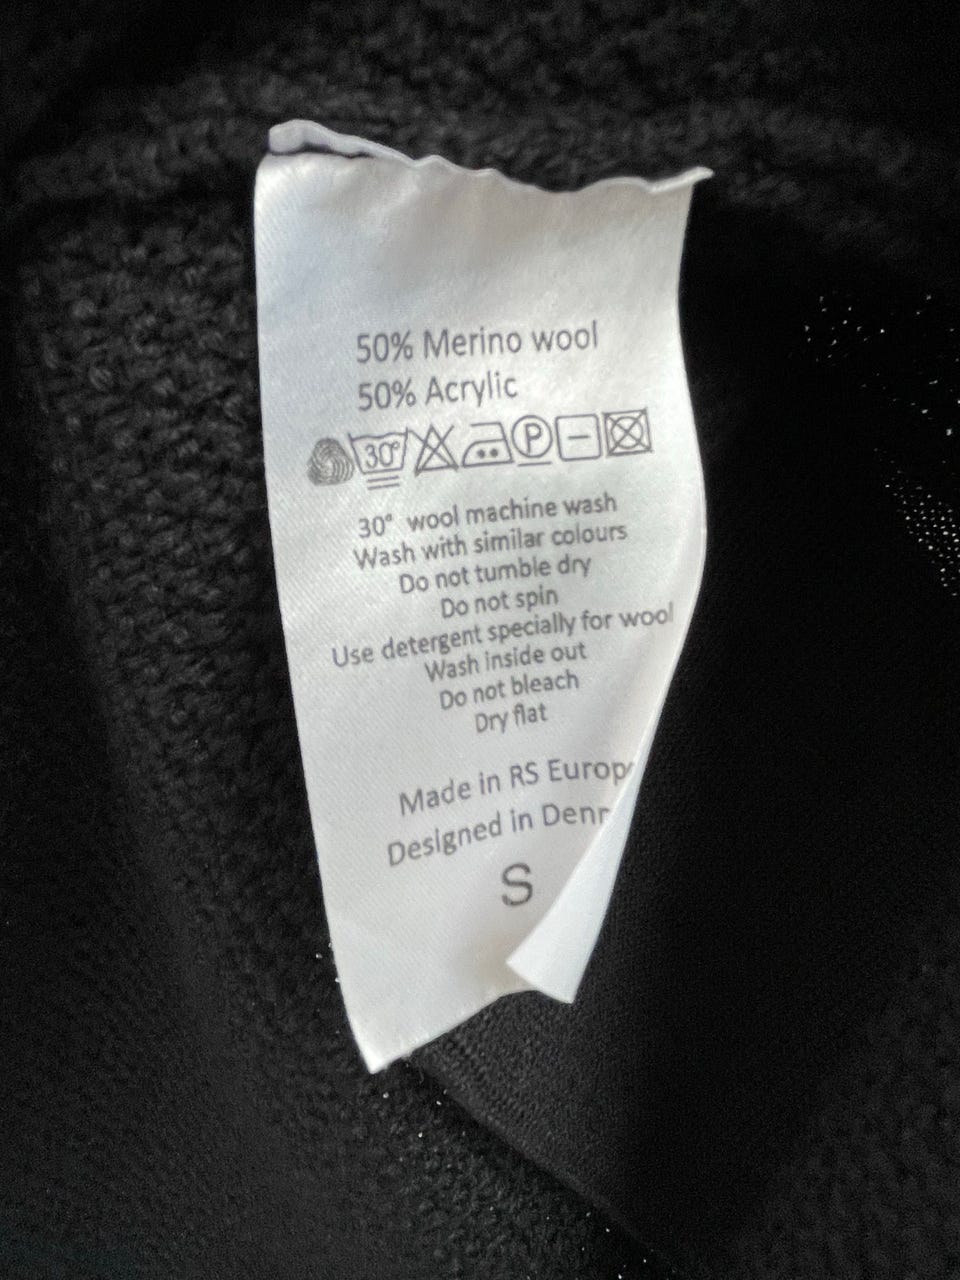 50% Merino wool
50% Acrylic
30° P
30° wool machine wash
Wash with similar colours
Do not tumble dry
Do not spin
Use detergent specially for wool
Wash inside out
Do not bleach
Dry flat
Made in RS Europ
Designed in Den
S